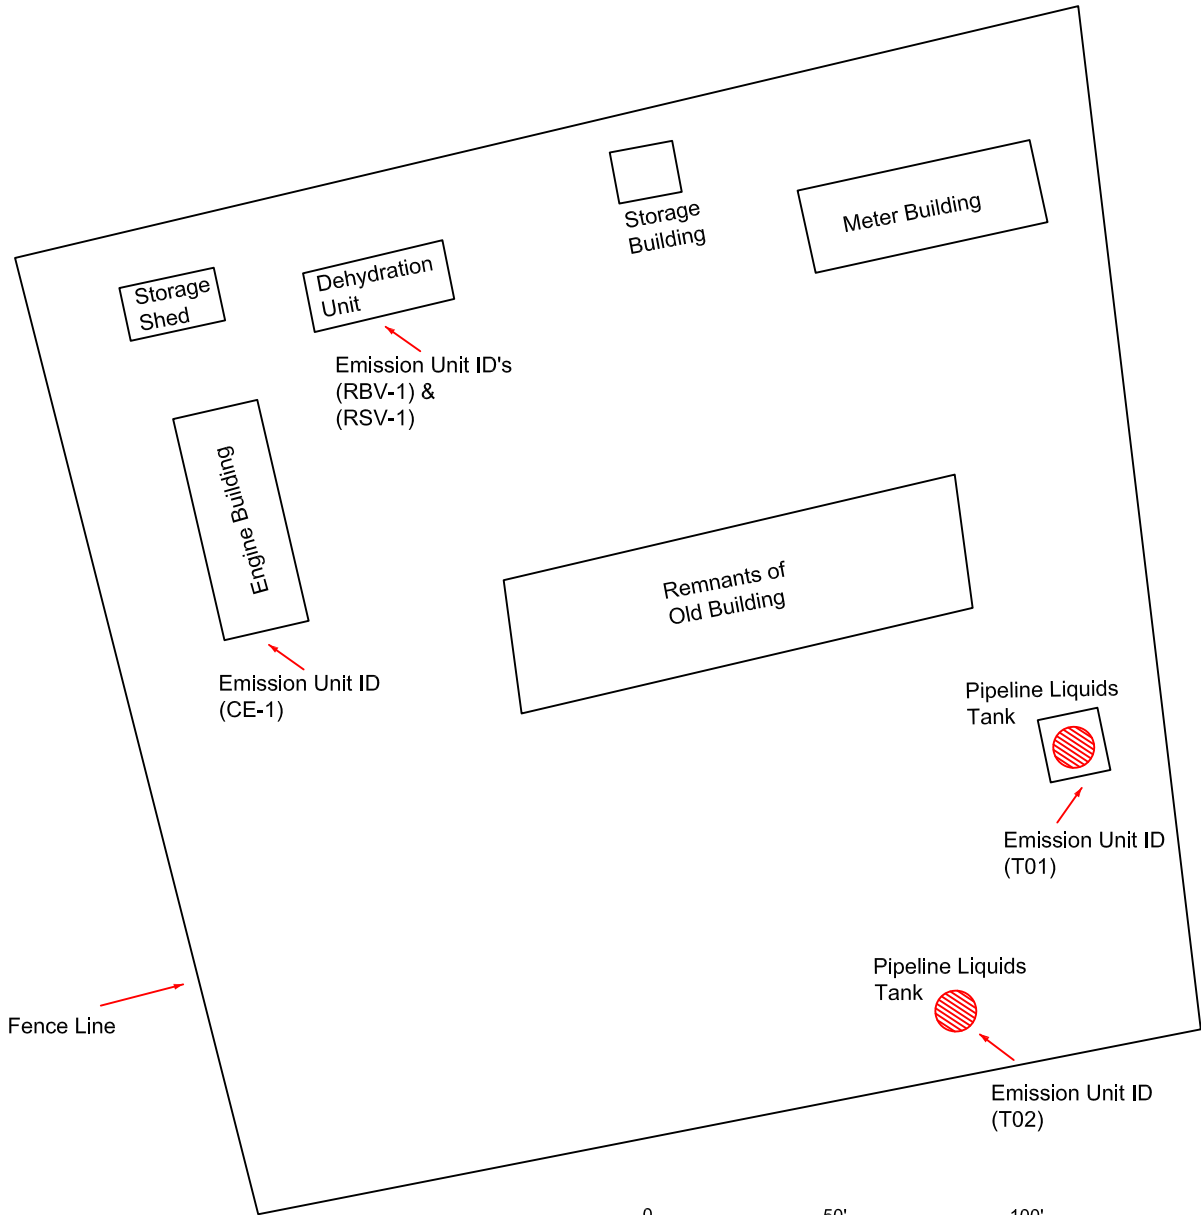 Storage
Building
Meter Building
Storage
Shed
Dehydration
Unit
Emission Unit ID's
(RBV-1) &
(RSV-1)
Engine Building
Remnants of
Old Building
Emission Unit ID
(CE-1)
Pipeline Liquids
Tank
Emission Unit ID
(T01)
Pipeline Liquids
Tank
Fence Line
Emission Unit ID
(T02)
0 50' 100'